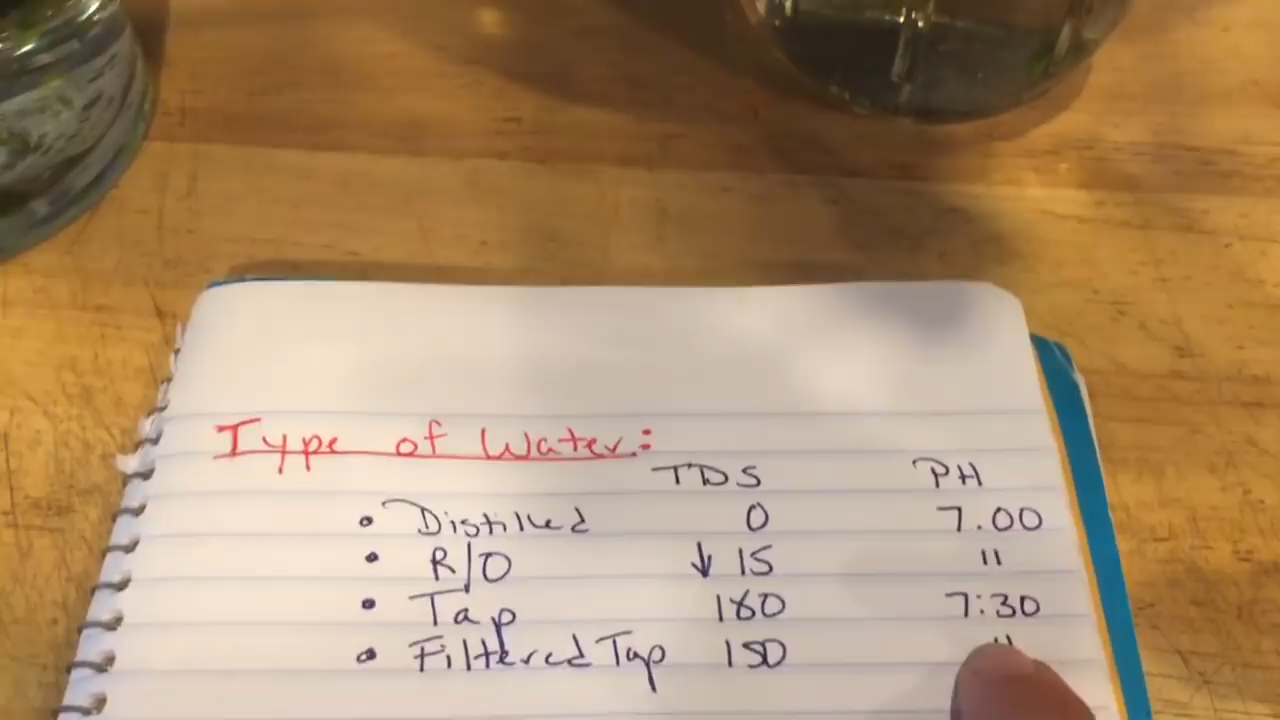 Type of Water:
TDS PH
• Distilled 0 7.00
• R/O ↓ 15 "
• Tap 180 7:30
• Filtered Tap 150 "